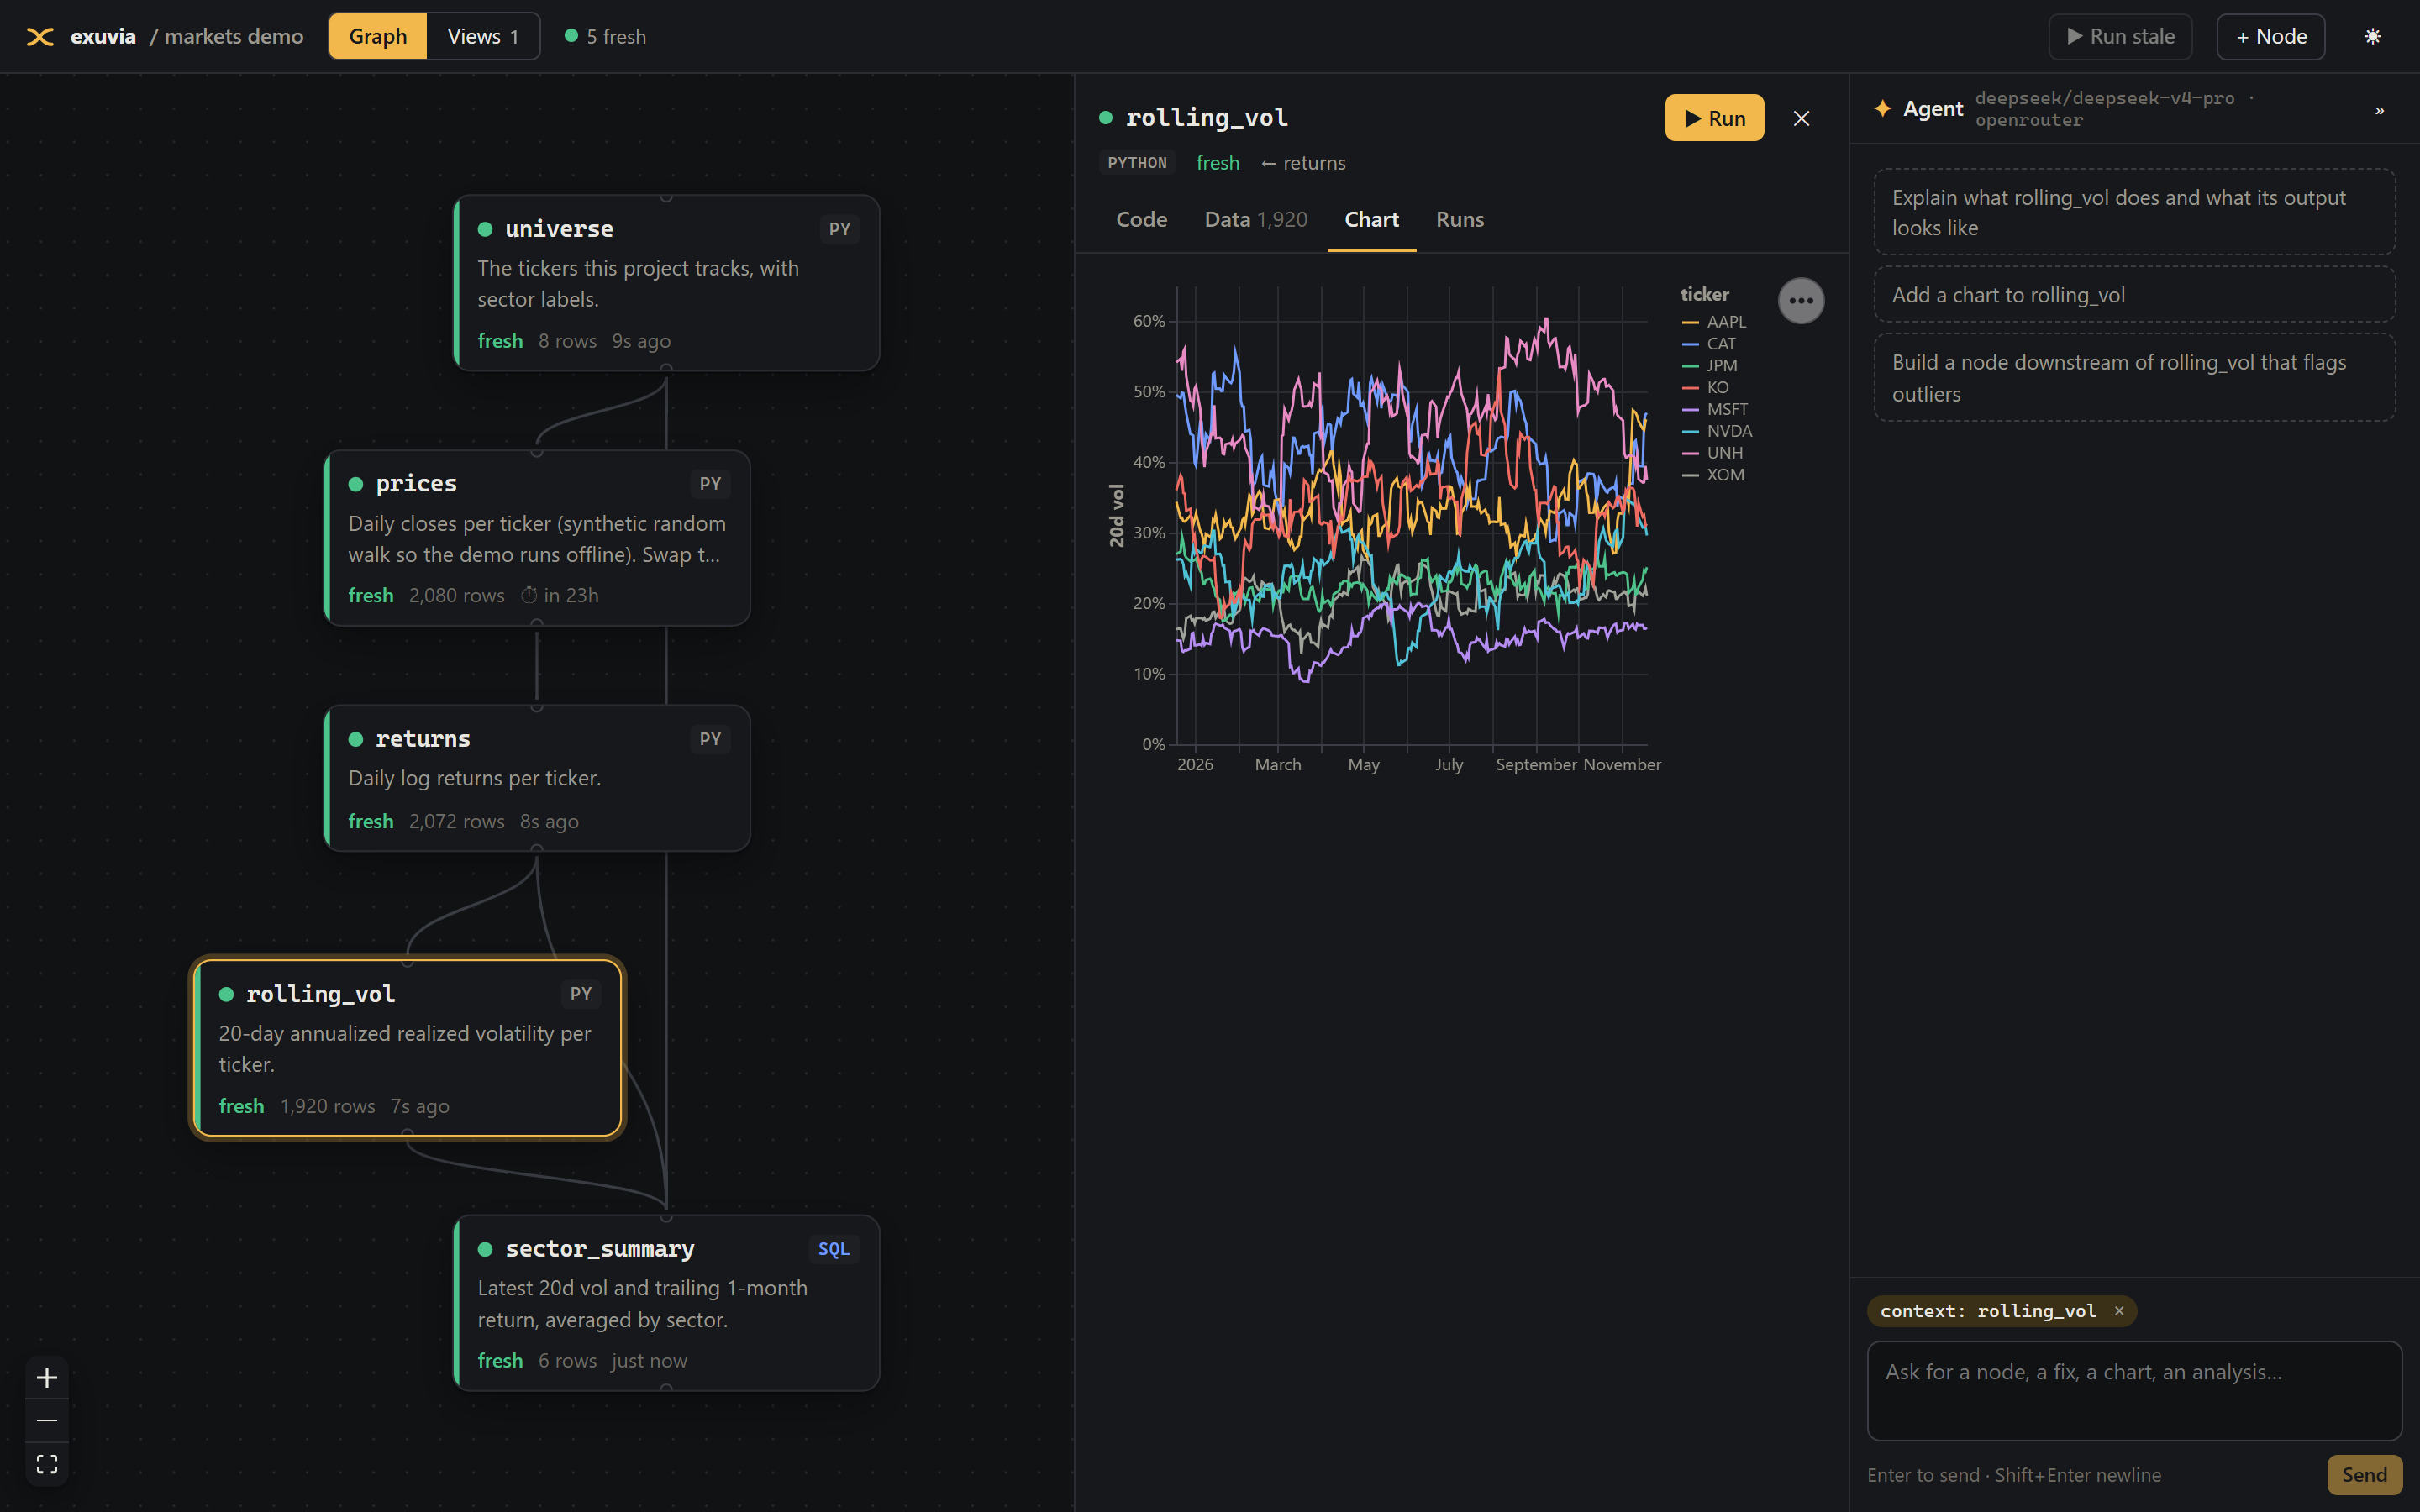 exuvia / markets demo
Graph
Views 1
5 fresh
▶ Run stale
+ Node
universe
PY
The tickers this project tracks, with
sector labels.
fresh 8 rows 9s ago
prices
PY
Daily closes per ticker (synthetic random
walk so the demo runs offline). Swap t...
fresh 2,080 rows ⏱ in 23h
returns
PY
Daily log returns per ticker.
fresh 2,072 rows 8s ago
rolling_vol
PY
20-day annualized realized volatility per
ticker.
fresh 1,920 rows 7s ago
sector_summary
SQL
Latest 20d vol and trailing 1-month
return, averaged by sector.
fresh 6 rows just now
rolling_vol
▶ Run
×
PYTHON fresh ← returns
Code
Data 1,920
Chart
Runs
20d vol
60%
50%
40%
30%
20%
10%
0%
2026
March
May
July
September
November
ticker
AAPL
CAT
JPM
KO
MSFT
NVDA
UNH
XOM
Agent
deepseek/deepseek-v4-pro ·
openrouter
»
Explain what rolling_vol does and what its output
looks like
Add a chart to rolling_vol
Build a node downstream of rolling_vol that flags
outliers
context: rolling_vol ×
Ask for a node, a fix, a chart, an analysis...
Enter to send · Shift+Enter newline
Send